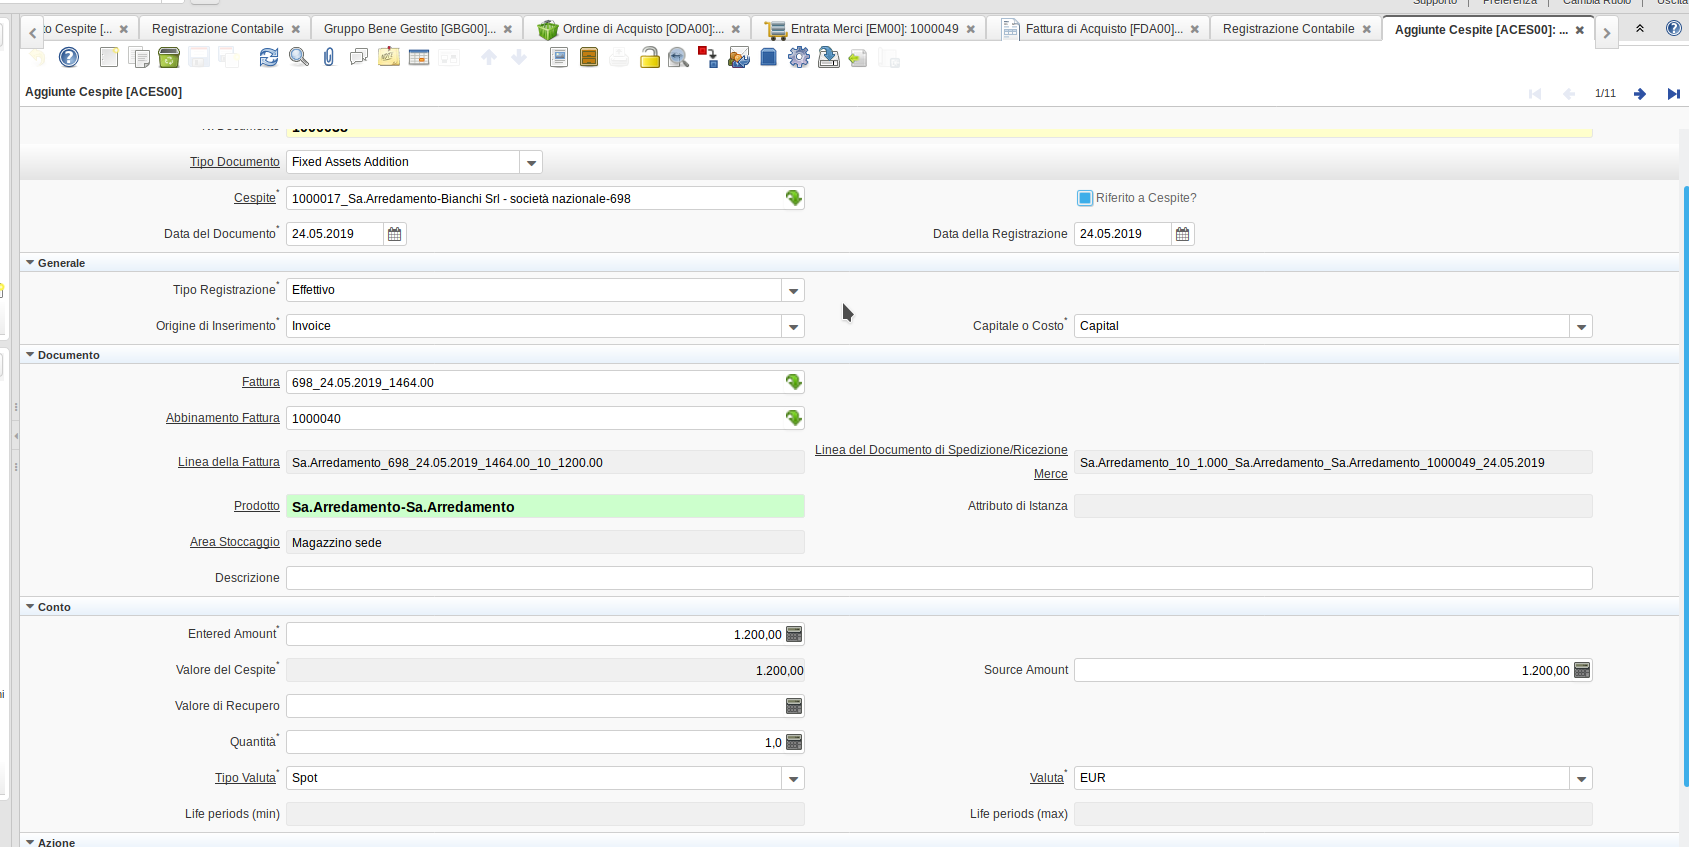 Supporto | Preferenza | Cambia Ruolo | Uscita
to Cespite [... Registrazione Contabile Gruppo Bene Gestito [GBG00]... Ordine di Acquisto [ODA00]:... Entrata Merci [EM00]: 1000049 Fattura di Acquisto [FDA00]... Registrazione Contabile Aggiunte Cespite [ACES00]: ...
Aggiunte Cespite [ACES00]
1/11
Tipo Documento Fixed Assets Addition
Cespite* 1000017_Sa.Arredamento-Bianchi Srl - società nazionale-698 Riferito a Cespite?
Data del Documento* 24.05.2019 Data della Registrazione 24.05.2019
Generale
Tipo Registrazione* Effettivo
Origine di Inserimento* Invoice Capitale o Costo* Capital
Documento
Fattura 698_24.05.2019_1464.00
Abbinamento Fattura 1000040
Linea della Fattura Sa.Arredamento_698_24.05.2019_1464.00_10_1200.00 Linea del Documento di Spedizione/Ricezione Merce Sa.Arredamento_10_1.000_Sa.Arredamento_Sa.Arredamento_1000049_24.05.2019
Prodotto Sa.Arredamento-Sa.Arredamento Attributo di Istanza
Area Stoccaggio Magazzino sede
Descrizione
Conto
Entered Amount* 1.200,00
Valore del Cespite* 1.200,00 Source Amount 1.200,00
Valore di Recupero
Quantità* 1,0
Tipo Valuta* Spot Valuta* EUR
Life periods (min) Life periods (max)
Azione